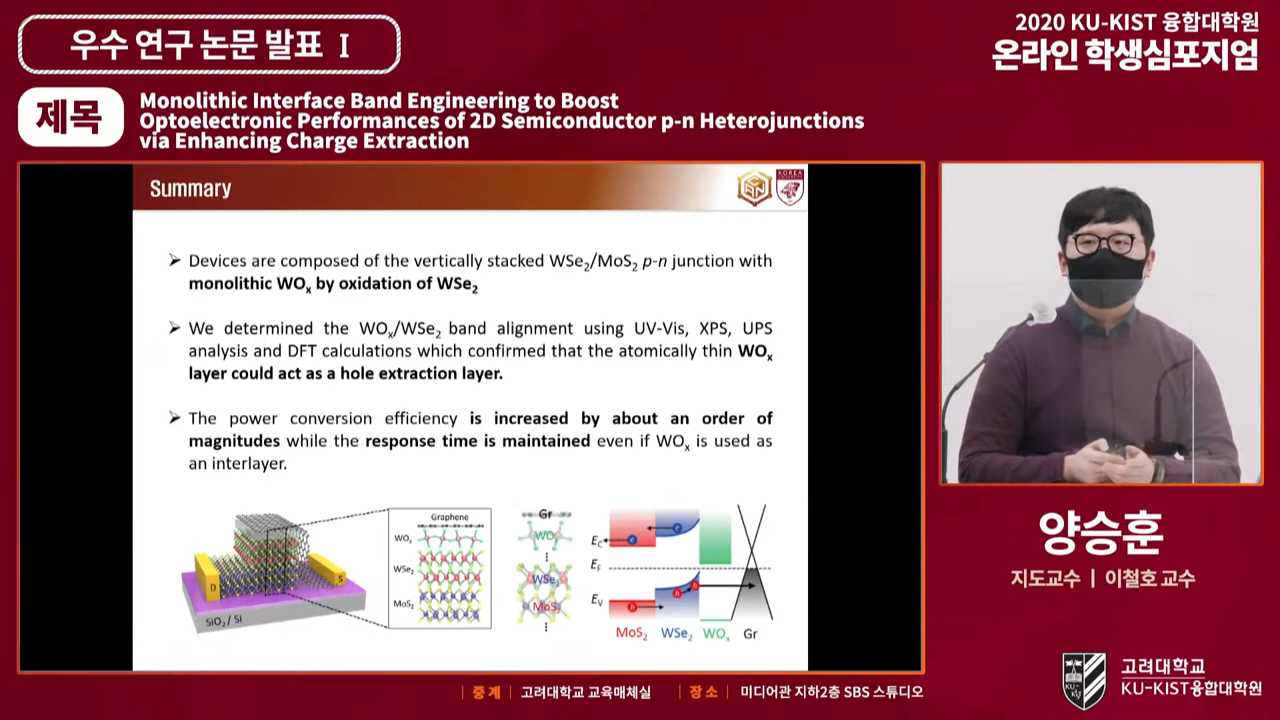 우수 연구 논문 발표 Ⅰ
2020 KU-KIST 융합대학원
온라인 학생심포지엄
제목
Monolithic Interface Band Engineering to Boost
Optoelectronic Performances of 2D Semiconductor p-n Heterojunctions
via Enhancing Charge Extraction
Summary
KOREA
➢ Devices are composed of the vertically stacked WSe₂/MoS₂ p-n junction with
monolithic WOₓ by oxidation of WSe₂
➢ We determined the WOₓ/WSe₂ band alignment using UV-Vis, XPS, UPS
analysis and DFT calculations which confirmed that the atomically thin WOₓ
layer could act as a hole extraction layer.
➢ The power conversion efficiency is increased by about an order of
magnitudes while the response time is maintained even if WOₓ is used as
an interlayer.
D
S
SiO₂ / Si
Graphene
WOₓ
WSe₂
MoS₂
Gr
WO
WSe₂
MoS₂
E_C
E_F
E_V
e
e
h
h
h
MoS₂ WSe₂ WOₓ Gr
양승훈
지도교수 | 이철호 교수
KU-
KIST
고려대학교
KU-KIST융합대학원
| 중 계 | 고려대학교 교육매체실 | 장 소 | 미디어관 지하2층 SBS 스튜디오